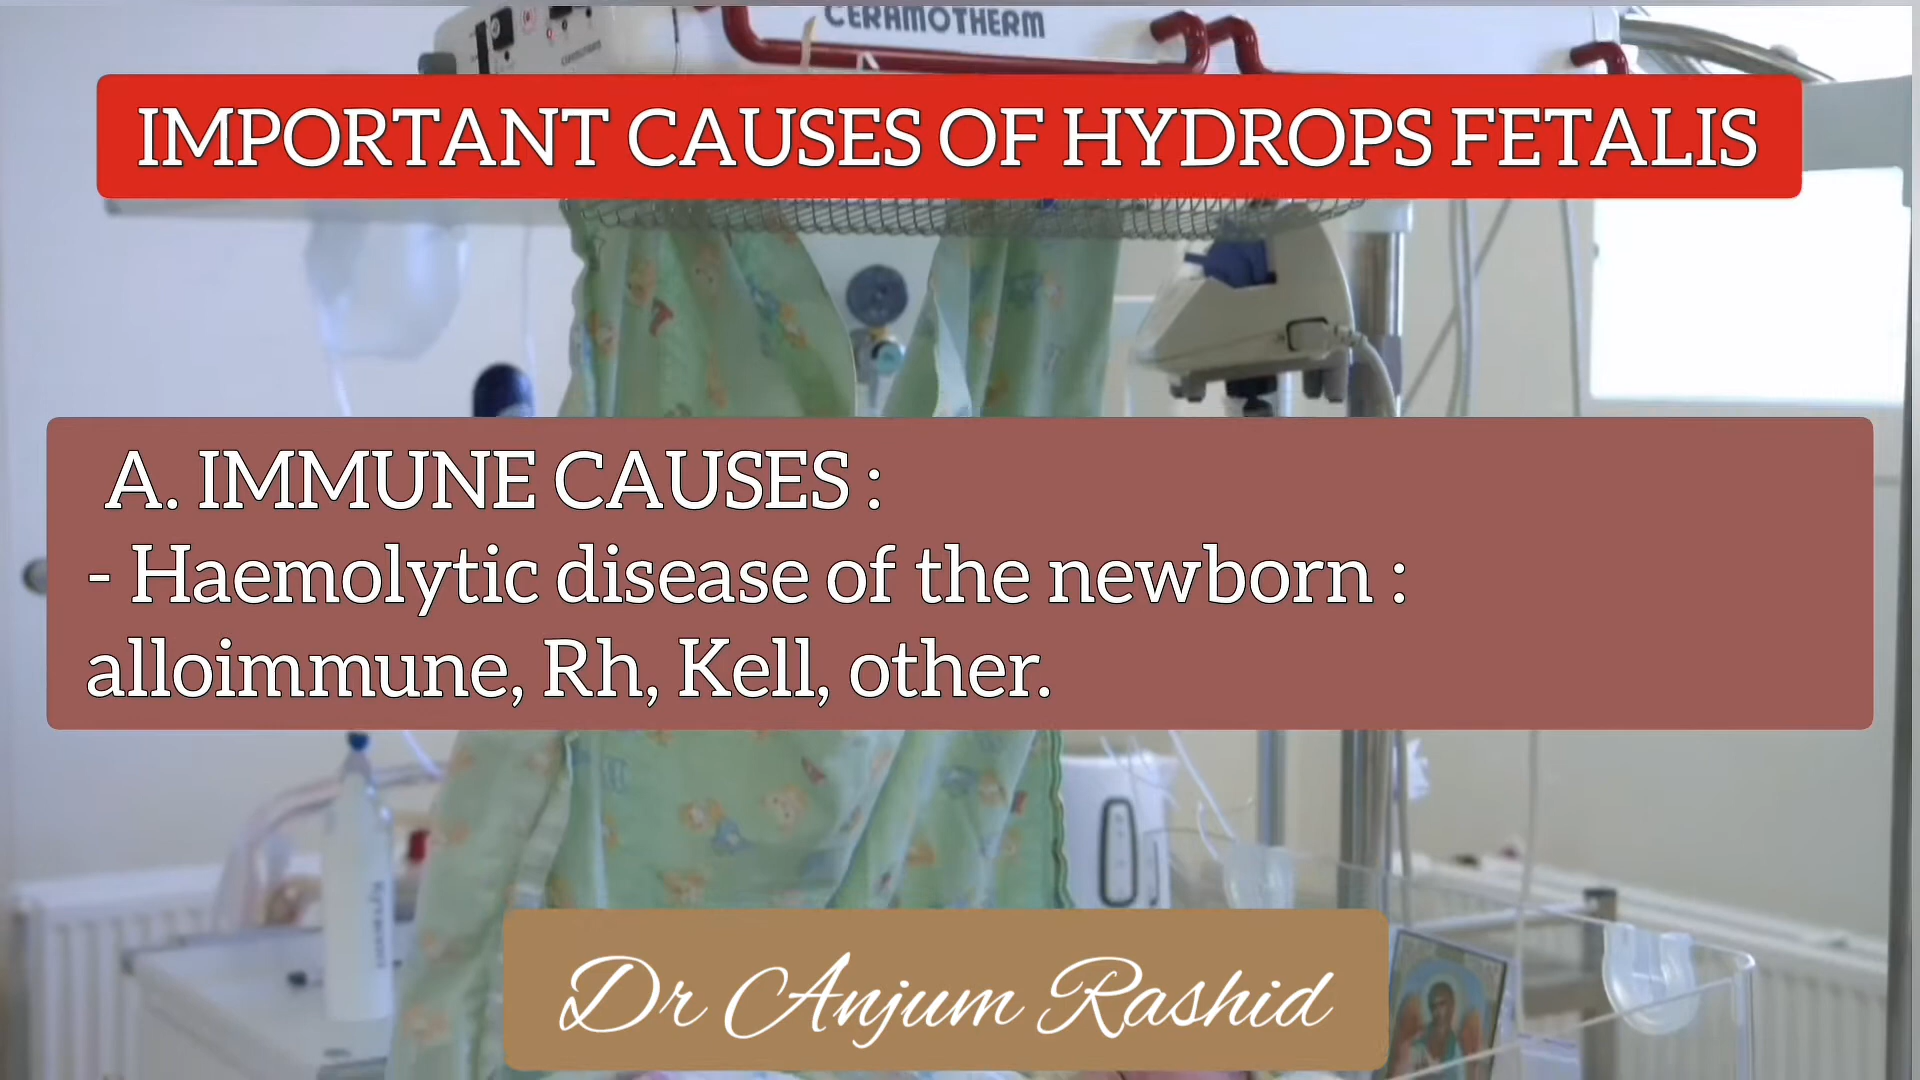 CERAMOTHERM
IMPORTANT CAUSES OF HYDROPS FETALIS
A. IMMUNE CAUSES :
- Haemolytic disease of the newborn :
alloimmune, Rh, Kell, other.
Dr Anjum Rashid